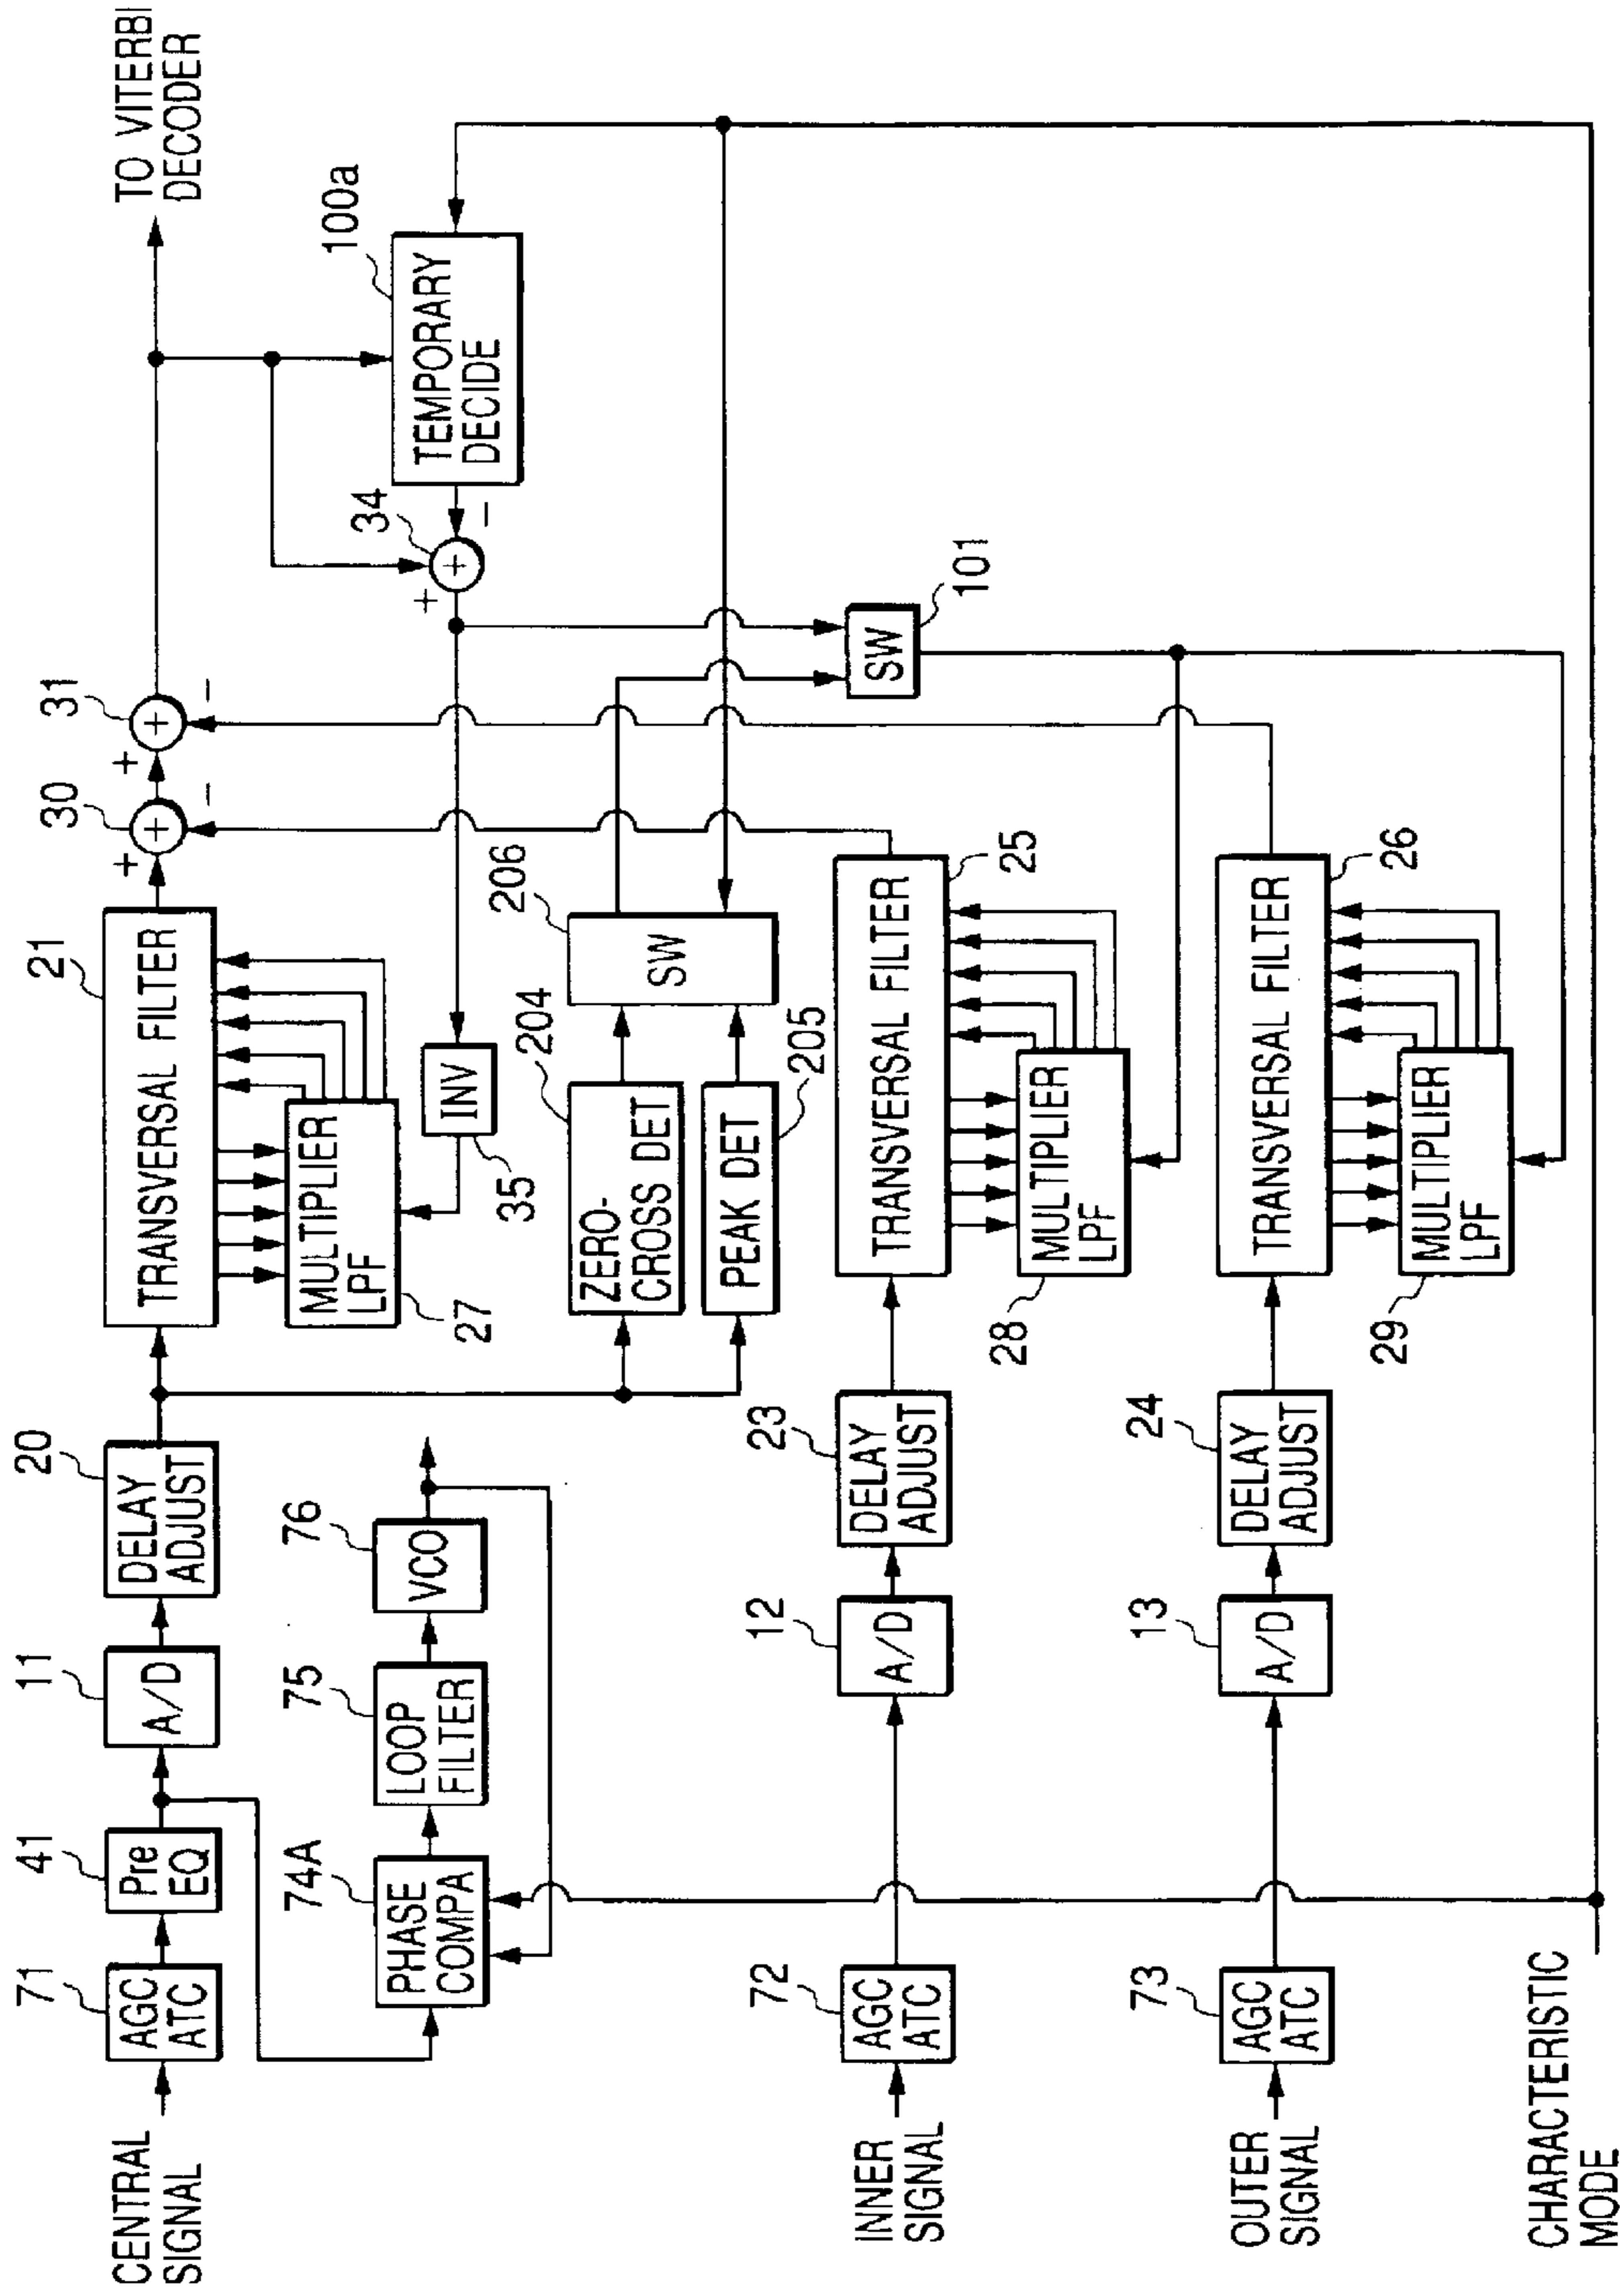 CENTRAL
SIGNAL
71
AGC
ATC
41
Pre
EQ
11
A/D
20
DELAY
ADJUST
21
TRANSVERSAL FILTER
MULTIPLIER
LPF
27
30
+
+
−
31
+
+
−
TO VITERBI
DECODER
74A
PHASE
COMPA
75
LOOP
FILTER
76
VCO
35
INV
34
+
+
−
100a
TEMPORARY
DECIDE
204
ZERO-
CROSS DET
205
PEAK DET
206
SW
101
SW
INNER
SIGNAL
72
AGC
ATC
12
A/D
23
DELAY
ADJUST
25
TRANSVERSAL FILTER
MULTIPLIER
LPF
28
OUTER
SIGNAL
73
AGC
ATC
13
A/D
24
DELAY
ADJUST
26
TRANSVERSAL FILTER
MULTIPLIER
LPF
29
CHARACTERISTIC
MODE